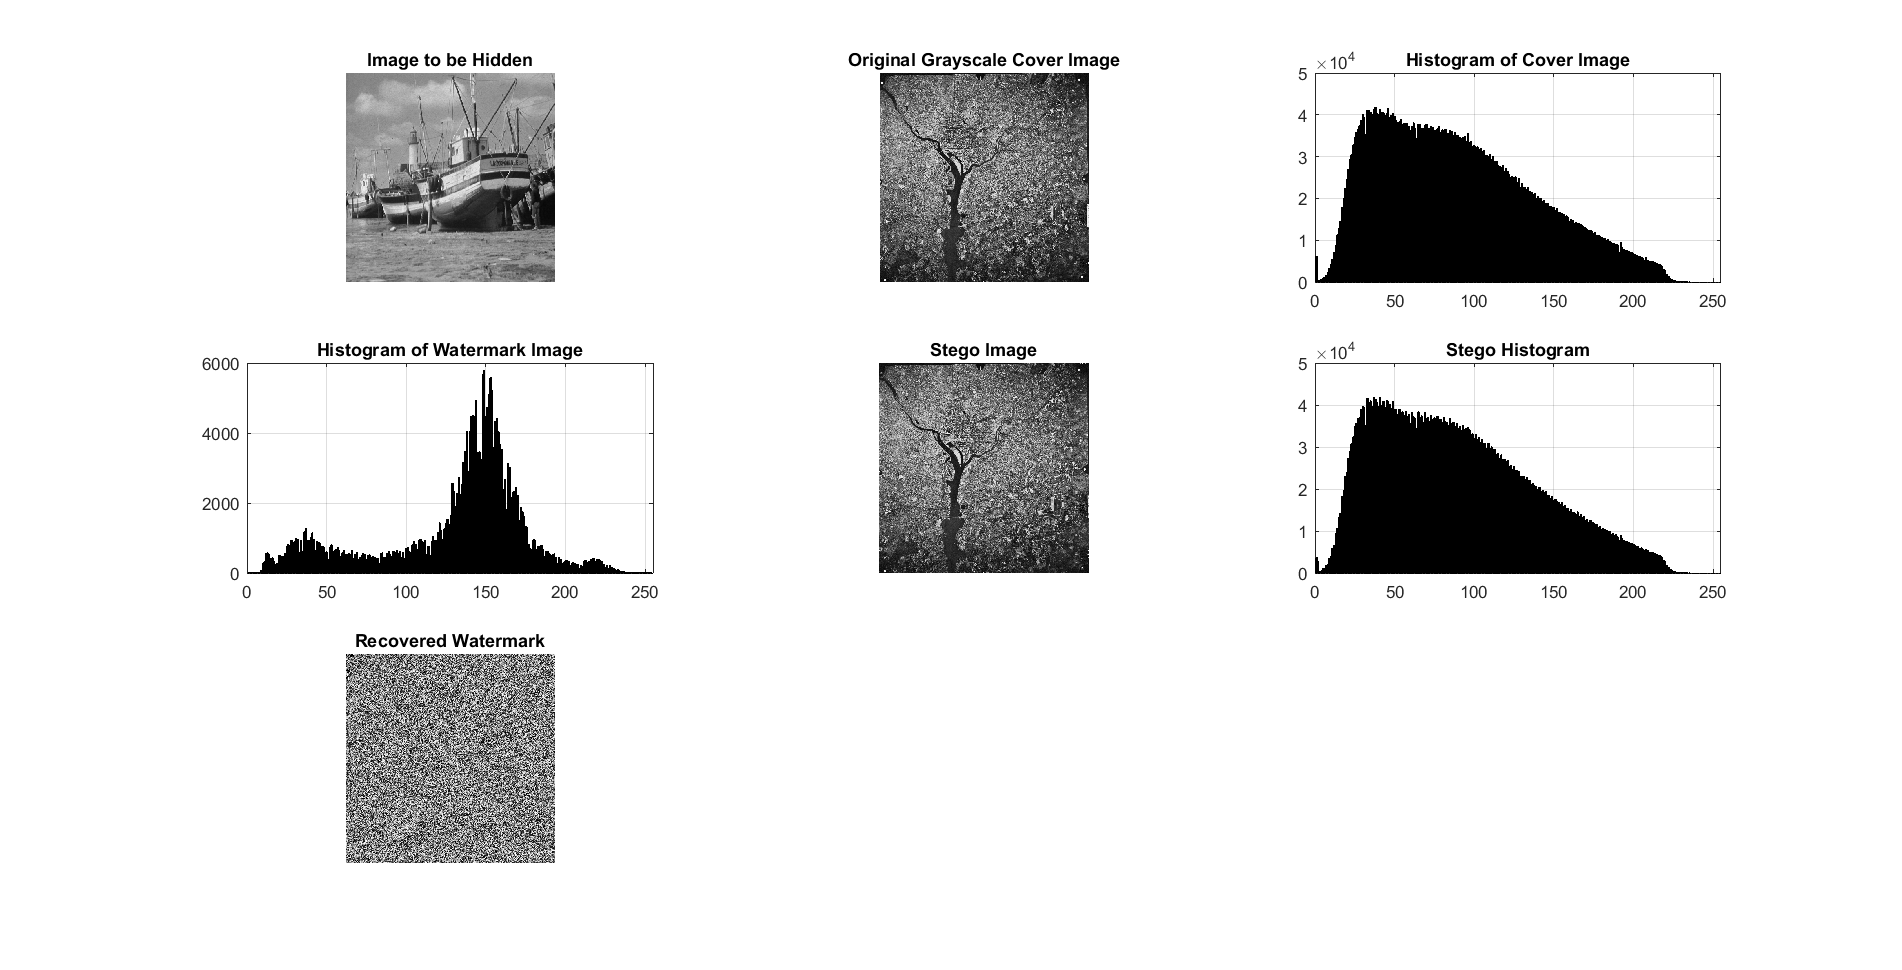 Image to be Hidden
Original Grayscale Cover Image
Histogram of Cover Image
×10^4
5
4
3
2
1
0
0 50 100 150 200 250
Histogram of Watermark Image
6000
4000
2000
0
0 50 100 150 200 250
Stego Image
Stego Histogram
×10^4
5
4
3
2
1
0
0 50 100 150 200 250
Recovered Watermark